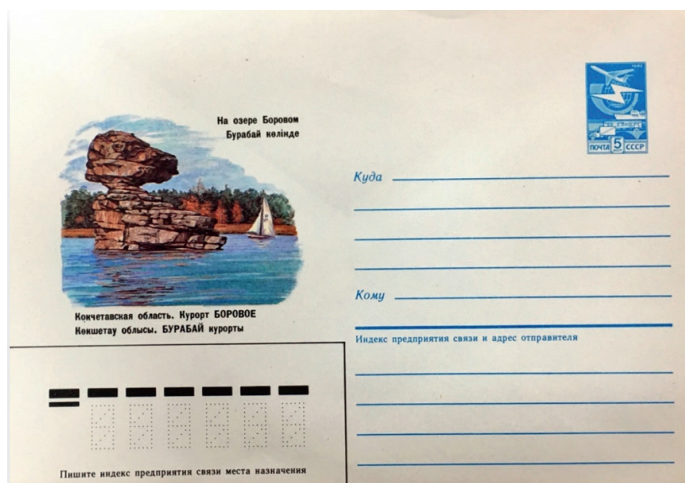 На озере Боровом
Бурабай көлінде
ПОЧТА 5 СССР
Куда
Кокчетавская область. Курорт БОРОВОЕ
Көкшетау облысы. БУРАБАЙ курорты
Кому
Индекс предприятия связи и адрес отправителя
Пишите индекс предприятия связи места назначения